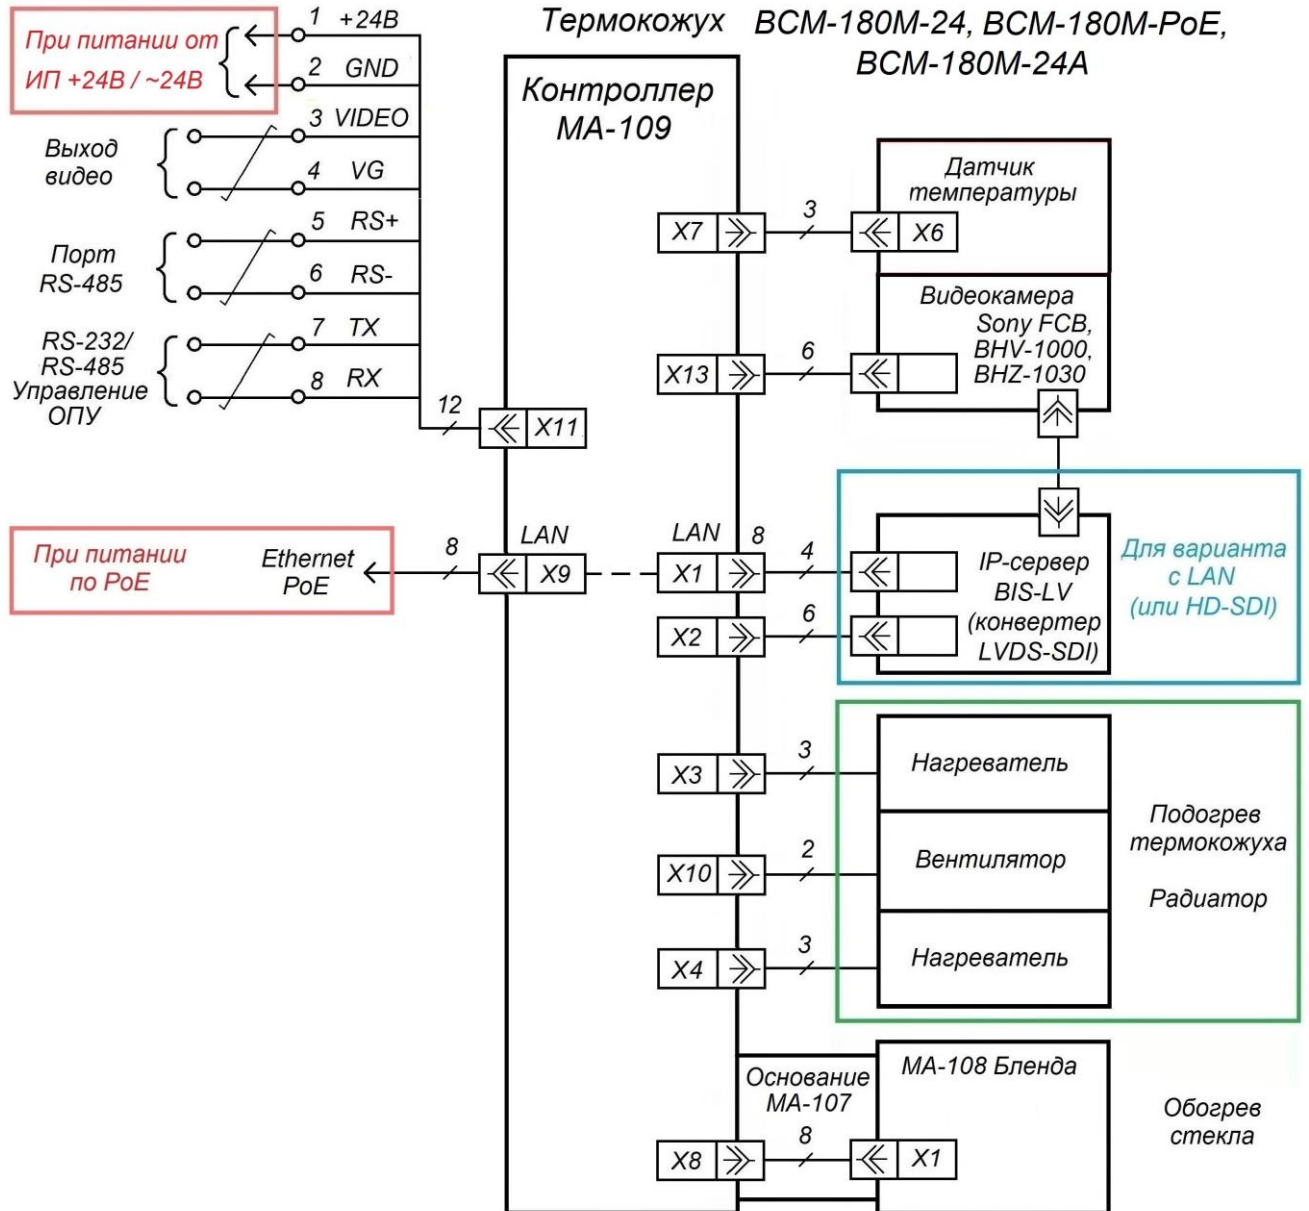 Термокожух ВСМ-180М-24, ВСМ-180М-PoE,
ВСМ-180М-24А
При питании от
ИП +24В / ~24В
1 +24В
2 GND
Выход
видео
3 VIDEO
4 VG
Порт
RS-485
5 RS+
6 RS-
RS-232/
RS-485
Управление
ОПУ
7 TX
8 RX
12
X11
Контроллер
МА-109
X7
3
X6
Датчик
температуры
X13
6
Видеокамера
Sony FCB,
BHV-1000,
BHZ-1030
При питании
по PoE
Ethernet
PoE
8
LAN
X9
LAN
X1
8
4
X2
6
IP-сервер
BIS-LV
(конвертер
LVDS-SDI)
Для варианта
с LAN
(или HD-SDI)
X3
3
Нагреватель
X10
2
Вентилятор
X4
3
Нагреватель
Подогрев
термокожуха
Радиатор
Основание
МА-107
X8
8
X1
МА-108 Бленда
Обогрев
стекла